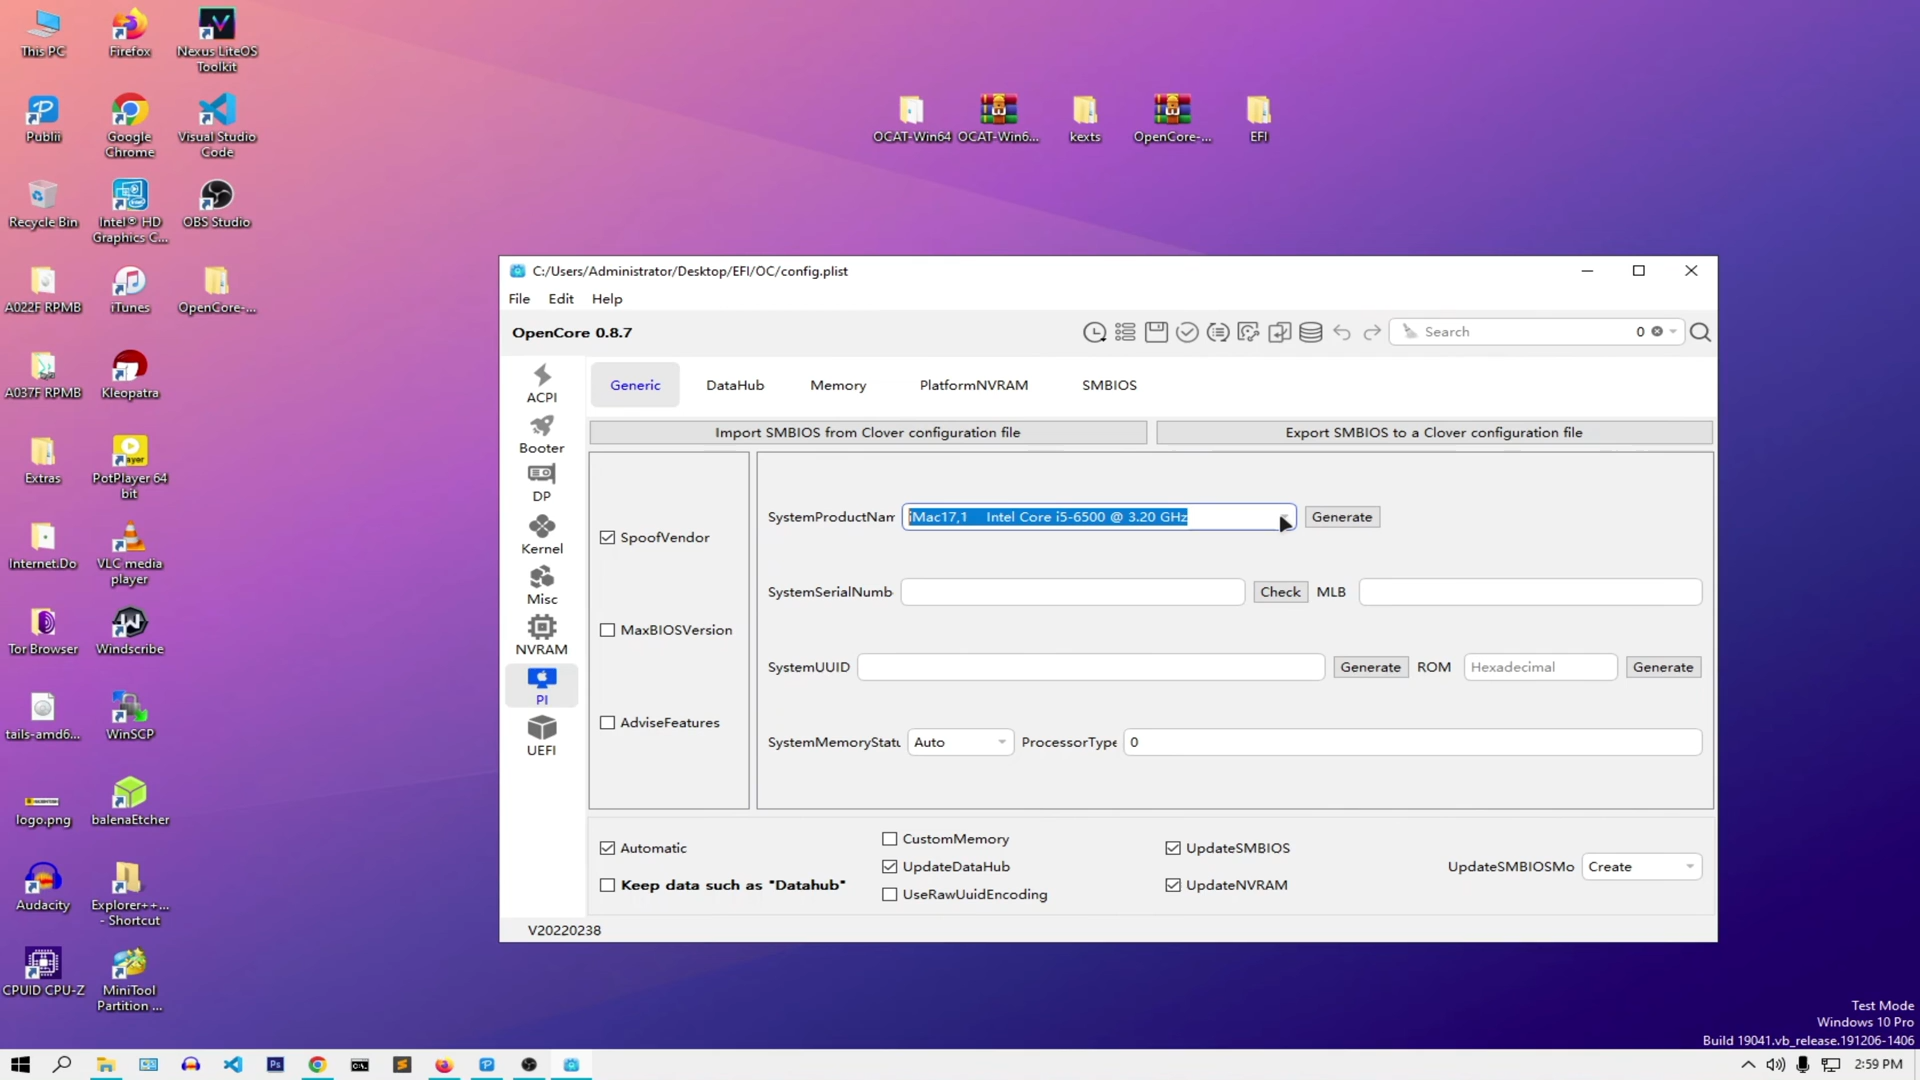 This PC
Firefox
Nexus LiteOS
Toolkit
Publii
Google
Chrome
Visual Studio
Code
Recycle Bin
Intel® HD
Graphics C...
OBS Studio
A022F RPMB
iTunes
OpenCore-...
A037F RPMB
Kleopatra
Extras
PotPlayer 64
bit
Internet.Do
VLC media
player
Tor Browser
Windscribe
tails-amd6...
WinSCP
logo.png
balenaEtcher
Audacity
Explorer++...
- Shortcut
CPUID CPU-Z
MiniTool
Partition ...
OCAT-Win64
OCAT-Win6...
kexts
OpenCore-...
EFI
C:/Users/Administrator/Desktop/EFI/OC/config.plist
File Edit Help
OpenCore 0.8.7
Search 0
ACPI
Booter
DP
Kernel
Misc
NVRAM
PI
UEFI
Generic DataHub Memory PlatformNVRAM SMBIOS
Import SMBIOS from Clover configuration file
Export SMBIOS to a Clover configuration file
SpoofVendor
MaxBIOSVersion
AdviseFeatures
SystemProductNam iMac17,1 Intel Core i5-6500 @ 3.20 GHz Generate
SystemSerialNumb Check MLB
SystemUUID Generate ROM Hexadecimal Generate
SystemMemoryStatu Auto ProcessorType 0
Automatic
Keep data such as "Datahub"
CustomMemory
UpdateDataHub
UseRawUuidEncoding
UpdateSMBIOS
UpdateNVRAM
UpdateSMBIOSMo Create
V20220238
Test Mode
Windows 10 Pro
Build 19041.vb_release.191206-1406
Ps
2:59 PM